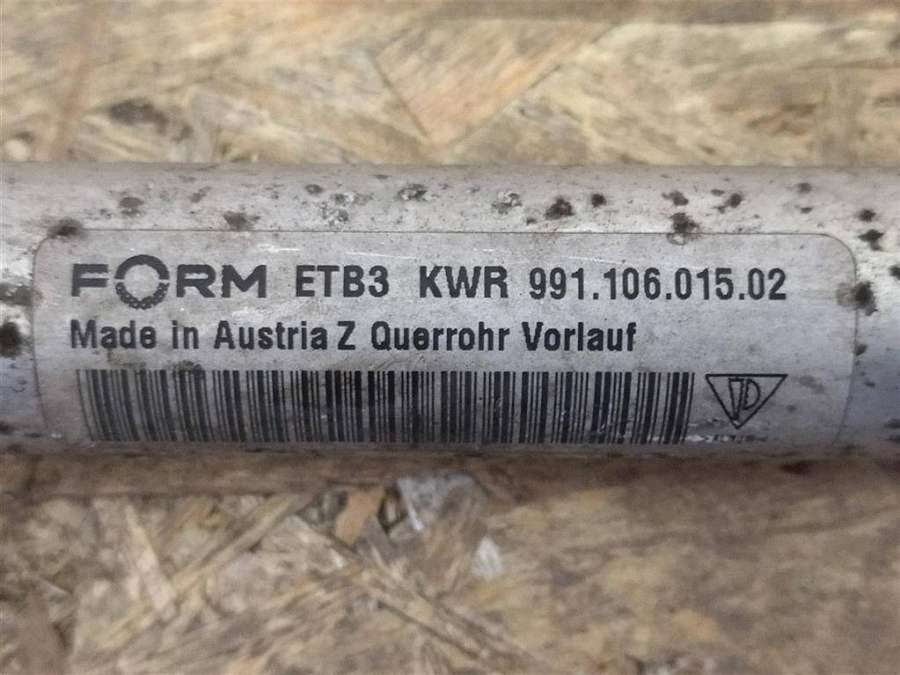 FORM ETB3 KWR 991.106.015.02
Made in Austria Z Querrohr Vorlauf